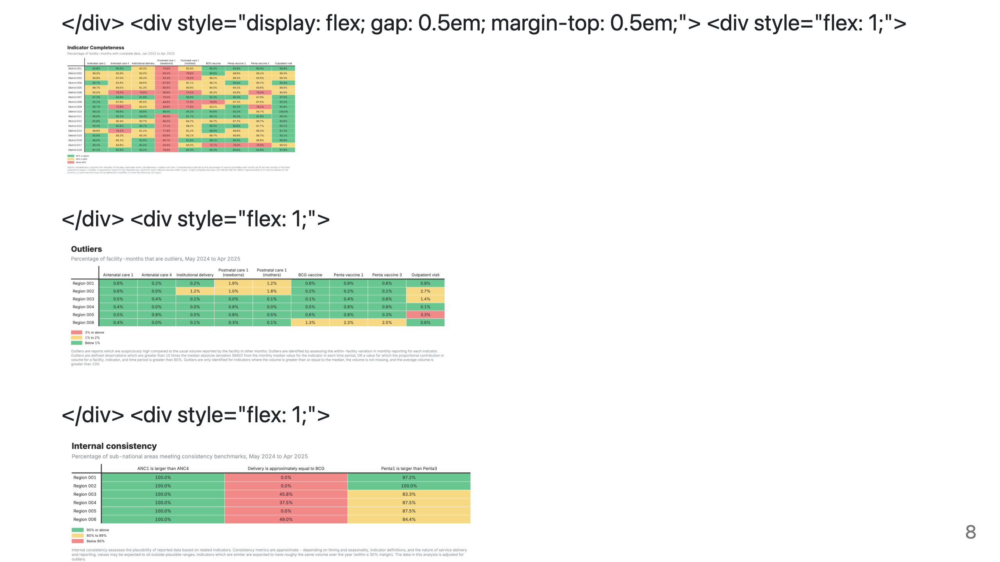 </div> <div style="display: flex; gap: 0.5em; margin-top: 0.5em;"> <div style="flex: 1;">
Indicator Completeness
Percentage of facility-months with complete data, Jan 2022 to Apr 2025
Antenatal care 1 Antenatal care 4 Institutional delivery Postnatal care 1 (newborns) Postnatal care 1 (mothers) BCG vaccine Penta vaccine 1 Penta vaccine 3 Outpatient visit
District 001 93.9% 90.3% 83.3% 70.8% 82.8% 92.3% 91.9% 90.4% 94.9%
District 002 88.5% 85.9% 82.0% 64.2% 79.8% 90.8% 88.6% 88.1% 88.4%
District 003 89.8% 87.0% 85.4% 53.4% 78.5% 86.2% 86.3% 85.5% 88.3%
District 004 90.7% 82.6% 84.5% 67.8% 82.1% 89.1% 90.4% 89.7% 90.4%
District 005 89.7% 84.0% 81.3% 60.4% 80.9% 84.3% 84.2% 83.6% 89.5%
District 006 85.5% 79.4% 74.5% 56.8% 74.5% 85.3% 82.9% 79.2% 85.6%
District 007 97.2% 93.8% 91.8% 73.5% 90.8% 91.3% 95.2% 87.9% 97.0%
District 008 93.1% 87.6% 85.5% 44.6% 71.8% 79.9% 87.2% 87.5% 95.0%
District 009 95.7% 75.8% 85.0% 34.9% 77.6% 83.5% 92.2% 78.1% 95.9%
District 010 99.2% 99.6% 95.8% 98.4% 94.2% 94.6% 93.2% 88.7% 100.0%
District 011 98.0% 95.2% 94.4% 66.6% 91.7% 96.1% 95.4% 91.8% 98.2%
District 012 92.6% 86.4% 83.7% 64.5% 84.7% 84.7% 87.2% 86.7% 92.6%
District 013 93.4% 90.8% 90.7% 77.1% 88.2% 90.3% 90.8% 87.7% 93.1%
District 014 88.8% 79.1% 81.2% 77.9% 81.2% 90.0% 89.8% 86.3% 91.2%
District 015 93.0% 88.2% 85.3% 63.9% 83.1% 86.7% 88.8% 88.7% 93.1%
District 016 96.0% 85.1% 92.0% 65.7% 91.6% 96.1% 95.5% 88.6% 96.8%
District 017 90.1% 84.8% 90.4% 53.4% 83.0% 72.7% 79.3% 76.0% 89.5%
District 018 97.1% 95.9% 93.2% 79.6% 92.3% 95.4% 95.8% 92.9% 97.9%
90% or above
80% to 89%
Below 80%
Higher completeness improves the reliability of the data, especially when completeness is stable over time. Completeness is defined as the percentage of reporting facilities each month out of the total number of facilities
expected to report. A facility is expected to report if it has reported any volume for each indicator anytime within a year. A high completeness does not indicate that the HMIS is representative of all service delivery in the
country, as some services may not be delivered in facilities, or some facilities may not report.
</div> <div style="flex: 1;">
Outliers
Percentage of facility-months that are outliers, May 2024 to Apr 2025
Antenatal care 1 Antenatal care 4 Institutional delivery Postnatal care 1 (newborns) Postnatal care 1 (mothers) BCG vaccine Penta vaccine 1 Penta vaccine 3 Outpatient visit
Region 001 0.6% 0.2% 0.2% 1.9% 1.2% 0.6% 0.9% 0.6% 0.9%
Region 002 0.6% 0.0% 1.2% 1.0% 1.8% 0.2% 0.2% 0.1% 2.7%
Region 003 0.5% 0.4% 0.1% 0.0% 0.1% 0.1% 0.4% 0.6% 1.4%
Region 004 0.4% 0.0% 0.0% 0.8% 0.0% 0.5% 0.8% 0.9% 0.1%
Region 005 0.5% 0.9% 0.5% 0.8% 0.5% 0.6% 0.8% 0.3% 3.3%
Region 006 0.4% 0.0% 0.1% 0.3% 0.1% 1.3% 2.3% 2.5% 0.6%
3% or above
1% to 2%
Below 1%
Outliers are reports which are suspiciously high compared to the usual volume reported by the facility in other months. Outliers are identified by assessing the within-facility variation in monthly reporting for each indicator.
Outliers are defined observations which are greater than 10 times the median absolute deviation (MAD) from the monthly median value for the indicator in each time period, OR a value for which the proportional contribution in
volume for a facility, indicator, and time period is greater than 80%. Outliers are only identified for indicators where the volume is greater than or equal to the median, the volume is not missing, and the average volume is
greater than 100.
</div> <div style="flex: 1;">
Internal consistency
Percentage of sub-national areas meeting consistency benchmarks, May 2024 to Apr 2025
ANC1 is larger than ANC4 Delivery is approximately equal to BCG Penta1 is larger than Penta3
Region 001 100.0% 0.0% 97.2%
Region 002 100.0% 0.0% 100.0%
Region 003 100.0% 45.8% 83.3%
Region 004 100.0% 37.5% 87.5%
Region 005 100.0% 0.0% 87.5%
Region 006 100.0% 49.0% 84.4%
90% or above
80% to 89%
Below 80%
Internal consistency assesses the plausibility of reported data based on related indicators. Consistency metrics are approximate - depending on timing and seasonality, indicator definitions, and the nature of service delivery
and reporting, values may be expected to sit outside plausible ranges. Indicators which are similar are expected to have roughy the same volume over the year (within a 30% margin). The data in this analysis is adjusted for
outliers.
8